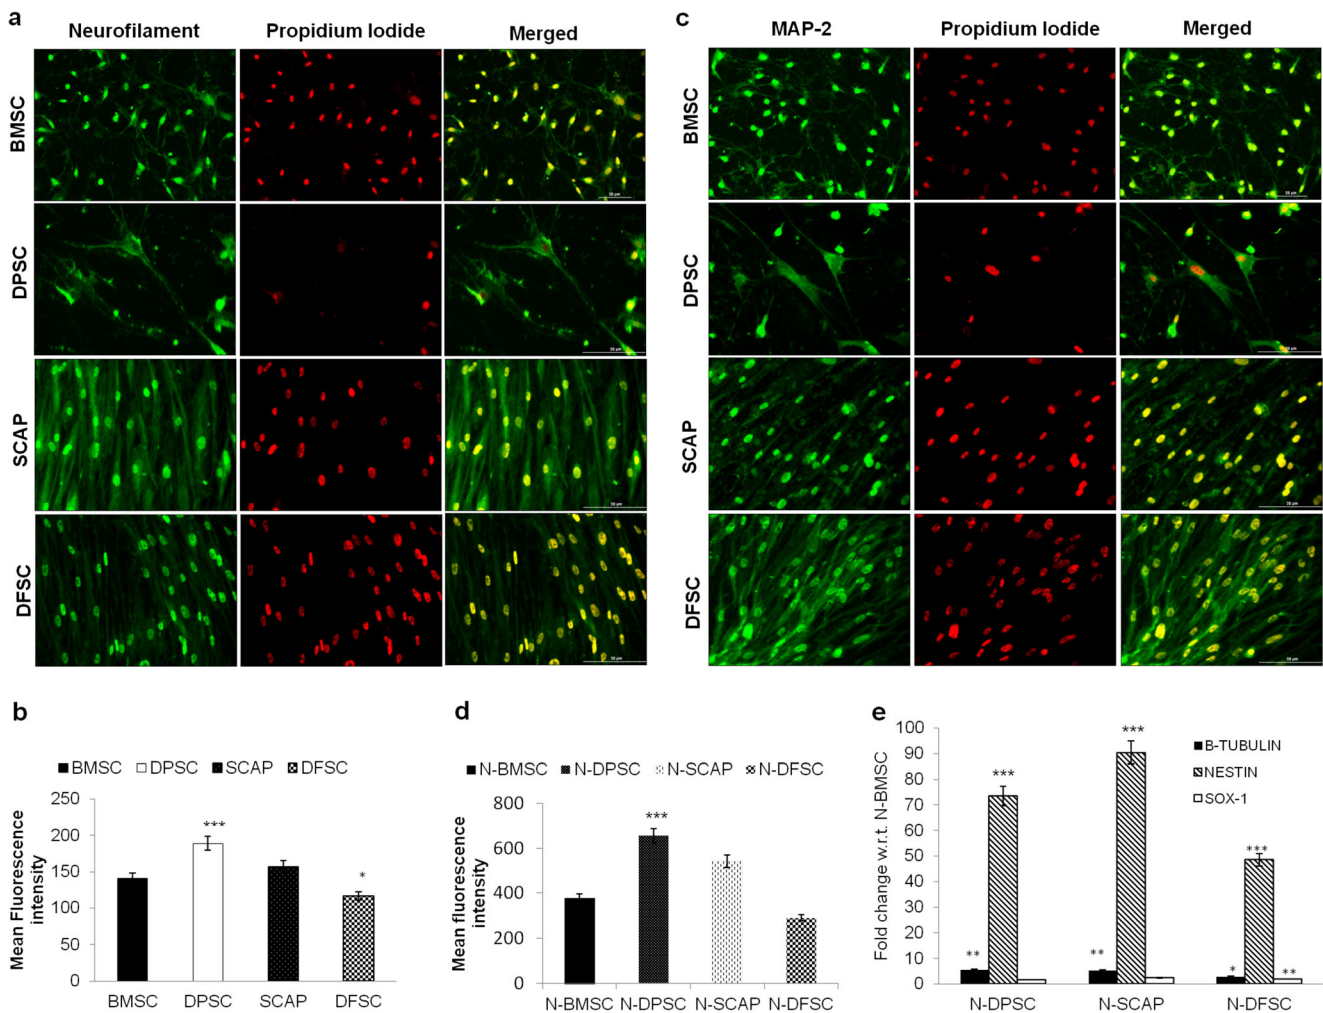 a
Neurofilament Propidium Iodide Merged
BMSC
DPSC
SCAP
DFSC
c
MAP-2 Propidium Iodide Merged
BMSC
DPSC
SCAP
DFSC
b
BMSC DPSC SCAP DFSC
Mean Fluorescence
intensity
250
200
150
100
50
0
***
*
BMSC DPSC SCAP DFSC
d
N-BMSC N-DPSC N-SCAP N-DFSC
Mean fluorescence
intensity
800
600
400
200
0
***
N-BMSC N-DPSC N-SCAP N-DFSC
e
Fold change w.r.t. N-BMSC
100
90
80
70
60
50
40
30
20
10
0
B-TUBULIN
NESTIN
SOX-1
** *** ** *** * *** **
N-DPSC N-SCAP N-DFSC